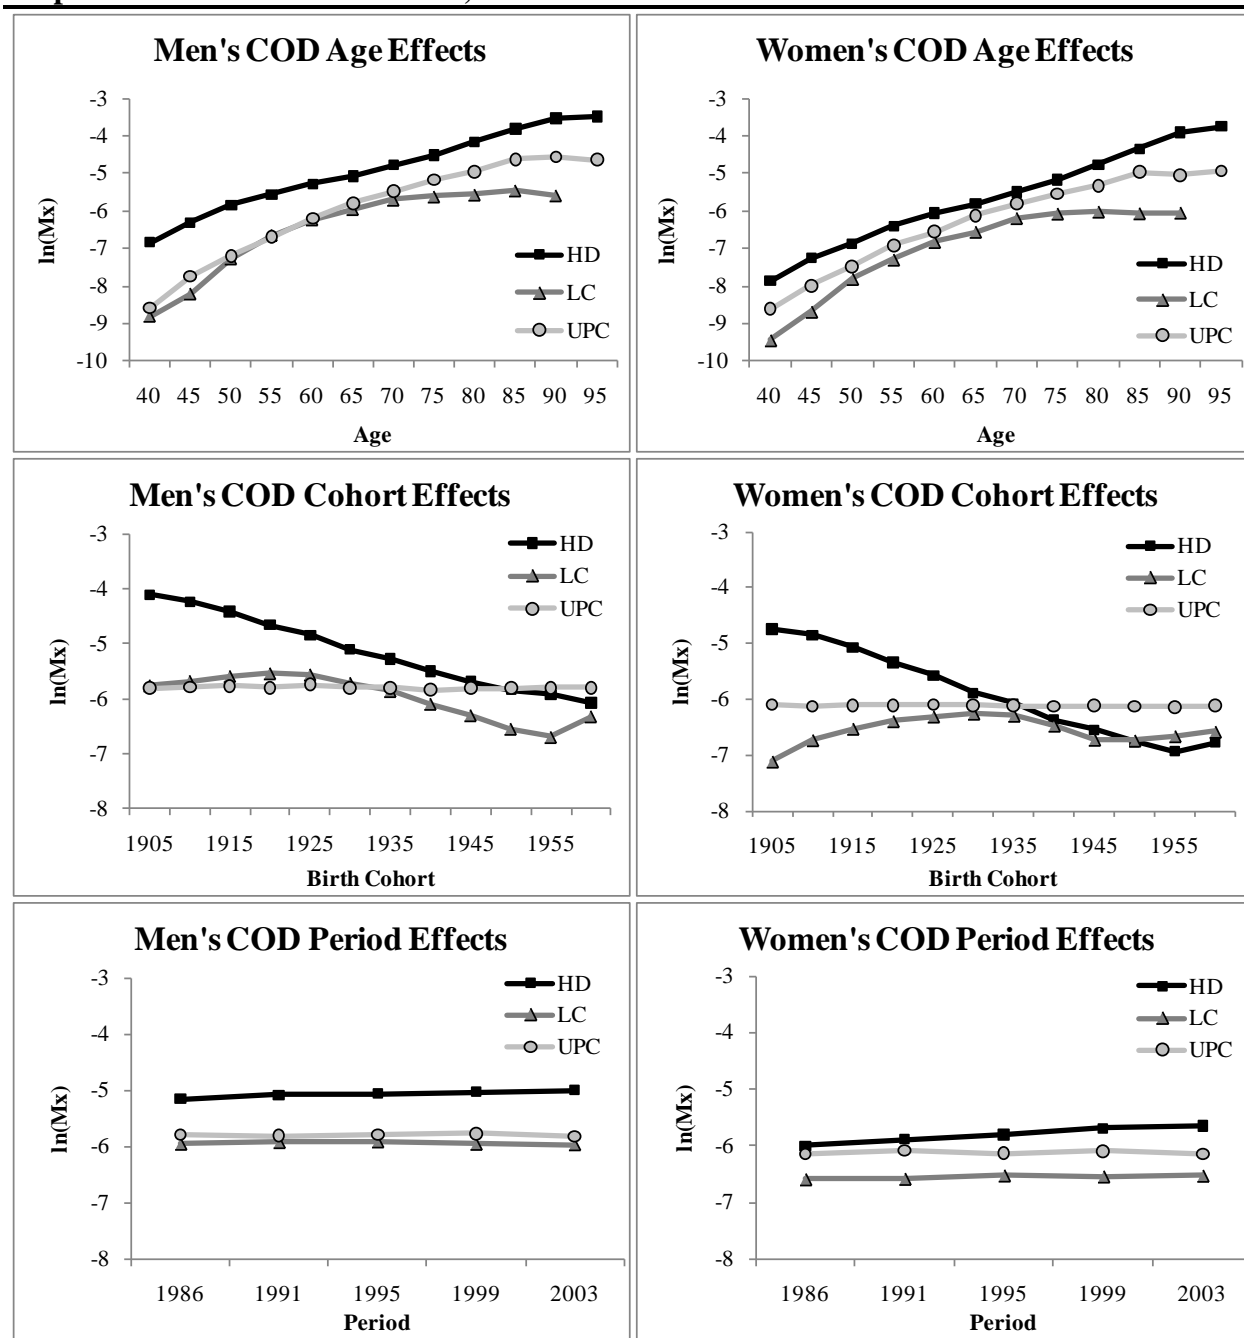 Men's COD Age Effects
ln(Mx)
-3
-4
-5
-6
-7
-8
-9
-10
HD
LC
UPC
40 45 50 55 60 65 70 75 80 85 90 95
Age
Women's COD Age Effects
ln(Mx)
-3
-4
-5
-6
-7
-8
-9
-10
HD
LC
UPC
40 45 50 55 60 65 70 75 80 85 90 95
Age
Men's COD Cohort Effects
ln(Mx)
-3
-4
-5
-6
-7
-8
HD
LC
UPC
1905 1915 1925 1935 1945 1955
Birth Cohort
Women's COD Cohort Effects
ln(Mx)
-3
-4
-5
-6
-7
-8
HD
LC
UPC
1905 1915 1925 1935 1945 1955
Birth Cohort
Men's COD Period Effects
ln(Mx)
-3
-4
-5
-6
-7
-8
HD
LC
UPC
1986 1991 1995 1999 2003
Period
Women's COD Period Effects
ln(Mx)
-3
-4
-5
-6
-7
-8
HD
LC
UPC
1986 1991 1995 1999 2003
Period